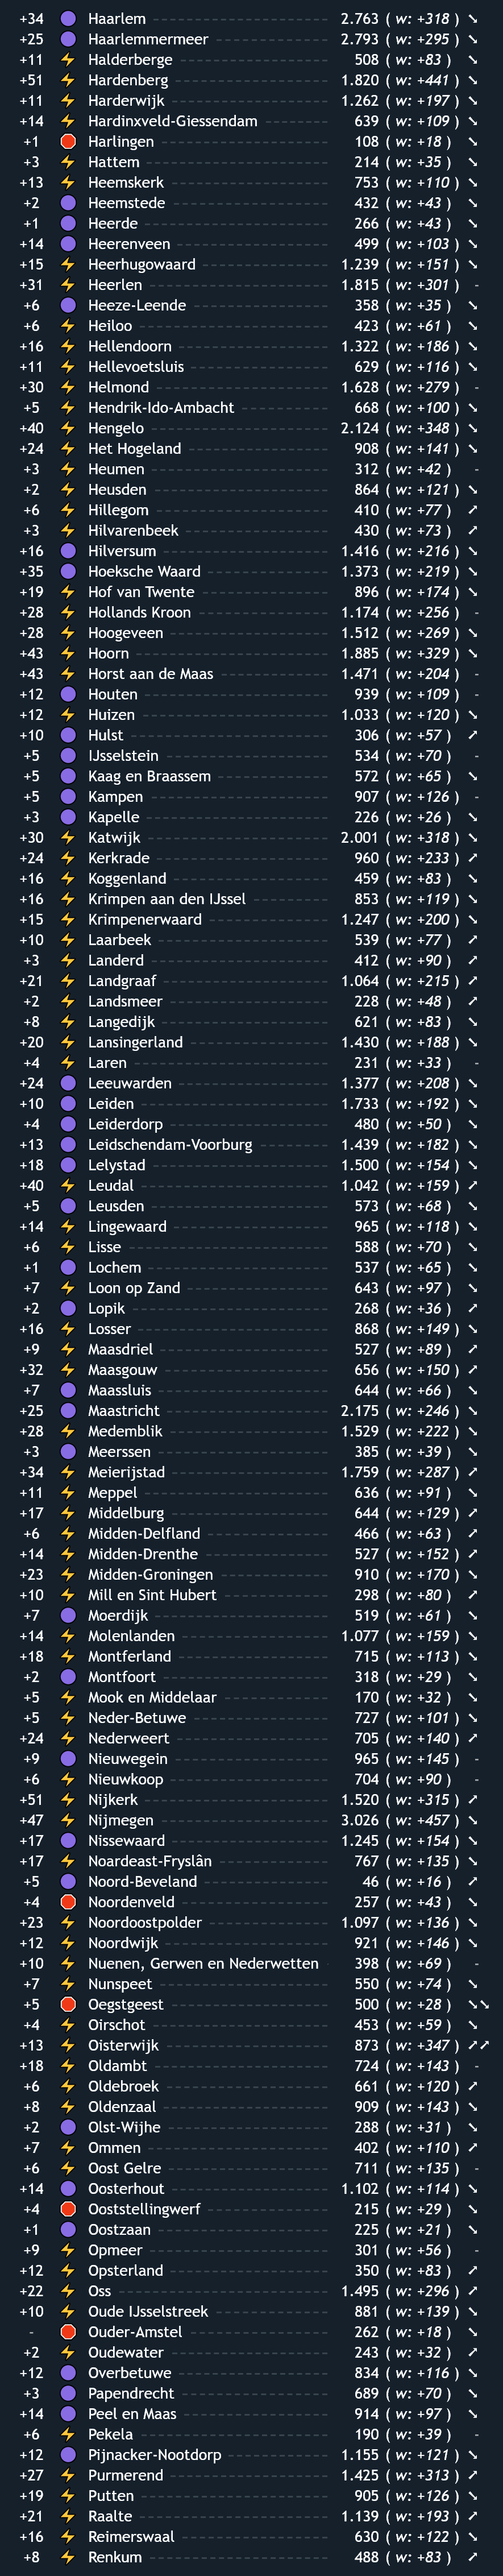 +34 Haarlem 2.763 ( w: +318 ) ↘
+25 Haarlemmermeer 2.793 ( w: +295 ) ↘
+11 Halderberge 508 ( w: +83 ) ↘
+51 Hardenberg 1.820 ( w: +441 ) ↘
+11 Harderwijk 1.262 ( w: +197 ) ↘
+14 Hardinxveld-Giessendam 639 ( w: +109 ) ↘
+1 Harlingen 108 ( w: +18 ) ↘
+3 Hattem 214 ( w: +35 ) ↘
+13 Heemskerk 753 ( w: +110 ) ↘
+2 Heemstede 432 ( w: +43 ) ↘
+1 Heerde 266 ( w: +43 ) ↘
+14 Heerenveen 499 ( w: +103 ) ↘
+15 Heerhugowaard 1.239 ( w: +151 ) ↘
+31 Heerlen 1.815 ( w: +301 ) -
+6 Heeze-Leende 358 ( w: +35 ) ↘
+6 Heiloo 423 ( w: +61 ) ↘
+16 Hellendoorn 1.322 ( w: +186 ) ↘
+11 Hellevoetsluis 629 ( w: +116 ) ↘
+30 Helmond 1.628 ( w: +279 ) -
+5 Hendrik-Ido-Ambacht 668 ( w: +100 ) ↘
+40 Hengelo 2.124 ( w: +348 ) ↘
+24 Het Hogeland 908 ( w: +141 ) ↘
+3 Heumen 312 ( w: +42 ) -
+2 Heusden 864 ( w: +121 ) ↘
+6 Hillegom 410 ( w: +77 ) ↗
+3 Hilvarenbeek 430 ( w: +73 ) ↗
+16 Hilversum 1.416 ( w: +216 ) ↘
+35 Hoeksche Waard 1.373 ( w: +219 ) ↘
+19 Hof van Twente 896 ( w: +174 ) ↘
+28 Hollands Kroon 1.174 ( w: +256 ) -
+28 Hoogeveen 1.512 ( w: +269 ) ↘
+43 Hoorn 1.885 ( w: +329 ) ↘
+43 Horst aan de Maas 1.471 ( w: +204 ) -
+12 Houten 939 ( w: +109 ) -
+12 Huizen 1.033 ( w: +120 ) ↘
+10 Hulst 306 ( w: +57 ) ↗
+5 IJsselstein 534 ( w: +70 ) -
+5 Kaag en Braassem 572 ( w: +65 ) ↘
+5 Kampen 907 ( w: +126 ) -
+3 Kapelle 226 ( w: +26 ) ↘
+30 Katwijk 2.001 ( w: +318 ) ↘
+24 Kerkrade 960 ( w: +233 ) ↗
+16 Koggenland 459 ( w: +83 ) ↘
+16 Krimpen aan den IJssel 853 ( w: +119 ) ↘
+15 Krimpenerwaard 1.247 ( w: +200 ) ↘
+10 Laarbeek 539 ( w: +77 ) ↗
+3 Landerd 412 ( w: +90 ) ↗
+21 Landgraaf 1.064 ( w: +215 ) ↗
+2 Landsmeer 228 ( w: +48 ) ↗
+8 Langedijk 621 ( w: +83 ) ↘
+20 Lansingerland 1.430 ( w: +188 ) ↘
+4 Laren 231 ( w: +33 ) -
+24 Leeuwarden 1.377 ( w: +208 ) ↘
+10 Leiden 1.733 ( w: +192 ) ↘
+4 Leiderdorp 480 ( w: +50 ) ↘
+13 Leidschendam-Voorburg 1.439 ( w: +182 ) ↘
+18 Lelystad 1.500 ( w: +154 ) ↘
+40 Leudal 1.042 ( w: +159 ) ↗
+5 Leusden 573 ( w: +68 ) ↘
+14 Lingewaard 965 ( w: +118 ) ↘
+6 Lisse 588 ( w: +70 ) ↘
+1 Lochem 537 ( w: +65 ) ↘
+7 Loon op Zand 643 ( w: +97 ) ↘
+2 Lopik 268 ( w: +36 ) ↗
+16 Losser 868 ( w: +149 ) ↘
+9 Maasdriel 527 ( w: +89 ) ↗
+32 Maasgouw 656 ( w: +150 ) ↗
+7 Maassluis 644 ( w: +66 ) ↘
+25 Maastricht 2.175 ( w: +246 ) ↘
+28 Medemblik 1.529 ( w: +222 ) ↘
+3 Meerssen 385 ( w: +39 ) ↘
+34 Meierijstad 1.759 ( w: +287 ) ↗
+11 Meppel 636 ( w: +91 ) ↘
+17 Middelburg 644 ( w: +129 ) ↗
+6 Midden-Delfland 466 ( w: +63 ) ↗
+14 Midden-Drenthe 527 ( w: +152 ) ↗
+23 Midden-Groningen 910 ( w: +170 ) ↘
+10 Mill en Sint Hubert 298 ( w: +80 ) ↗
+7 Moerdijk 519 ( w: +61 ) ↘
+14 Molenlanden 1.077 ( w: +159 ) ↘
+18 Montferland 715 ( w: +113 ) ↘
+2 Montfoort 318 ( w: +29 ) ↘
+5 Mook en Middelaar 170 ( w: +32 ) ↘
+5 Neder-Betuwe 727 ( w: +101 ) ↘
+24 Nederweert 705 ( w: +140 ) ↗
+9 Nieuwegein 965 ( w: +145 ) -
+6 Nieuwkoop 704 ( w: +90 ) -
+51 Nijkerk 1.520 ( w: +315 ) ↗
+47 Nijmegen 3.026 ( w: +457 ) ↘
+17 Nissewaard 1.245 ( w: +154 ) ↘
+17 Noardeast-Fryslân 767 ( w: +135 ) ↘
+5 Noord-Beveland 46 ( w: +16 ) ↗
+4 Noordenveld 257 ( w: +43 ) ↘
+23 Noordoostpolder 1.097 ( w: +136 ) ↘
+12 Noordwijk 921 ( w: +146 ) ↘
+10 Nuenen, Gerwen en Nederwetten 398 ( w: +69 ) -
+7 Nunspeet 550 ( w: +74 ) ↘
+5 Oegstgeest 500 ( w: +28 ) ↘↘
+4 Oirschot 453 ( w: +59 ) ↘
+13 Oisterwijk 873 ( w: +347 ) ↗↗
+18 Oldambt 724 ( w: +143 ) -
+6 Oldebroek 661 ( w: +120 ) ↗
+8 Oldenzaal 909 ( w: +143 ) ↘
+2 Olst-Wijhe 288 ( w: +31 ) ↘
+7 Ommen 402 ( w: +110 ) ↗
+6 Oost Gelre 711 ( w: +135 ) -
+14 Oosterhout 1.102 ( w: +114 ) ↘
+4 Ooststellingwerf 215 ( w: +29 ) ↘
+1 Oostzaan 225 ( w: +21 ) ↘
+9 Opmeer 301 ( w: +56 ) -
+12 Opsterland 350 ( w: +83 ) ↗
+22 Oss 1.495 ( w: +296 ) ↗
+10 Oude IJsselstreek 881 ( w: +139 ) ↘
- Ouder-Amstel 262 ( w: +18 ) ↘
+2 Oudewater 243 ( w: +32 ) ↗
+12 Overbetuwe 834 ( w: +116 ) ↘
+3 Papendrecht 689 ( w: +70 ) ↘
+14 Peel en Maas 914 ( w: +97 ) ↘
+6 Pekela 190 ( w: +39 ) -
+12 Pijnacker-Nootdorp 1.155 ( w: +121 ) ↘
+27 Purmerend 1.425 ( w: +313 ) ↗
+19 Putten 905 ( w: +126 ) ↘
+21 Raalte 1.139 ( w: +193 ) ↗
+16 Reimerswaal 630 ( w: +122 ) ↘
+8 Renkum 488 ( w: +83 ) ↗